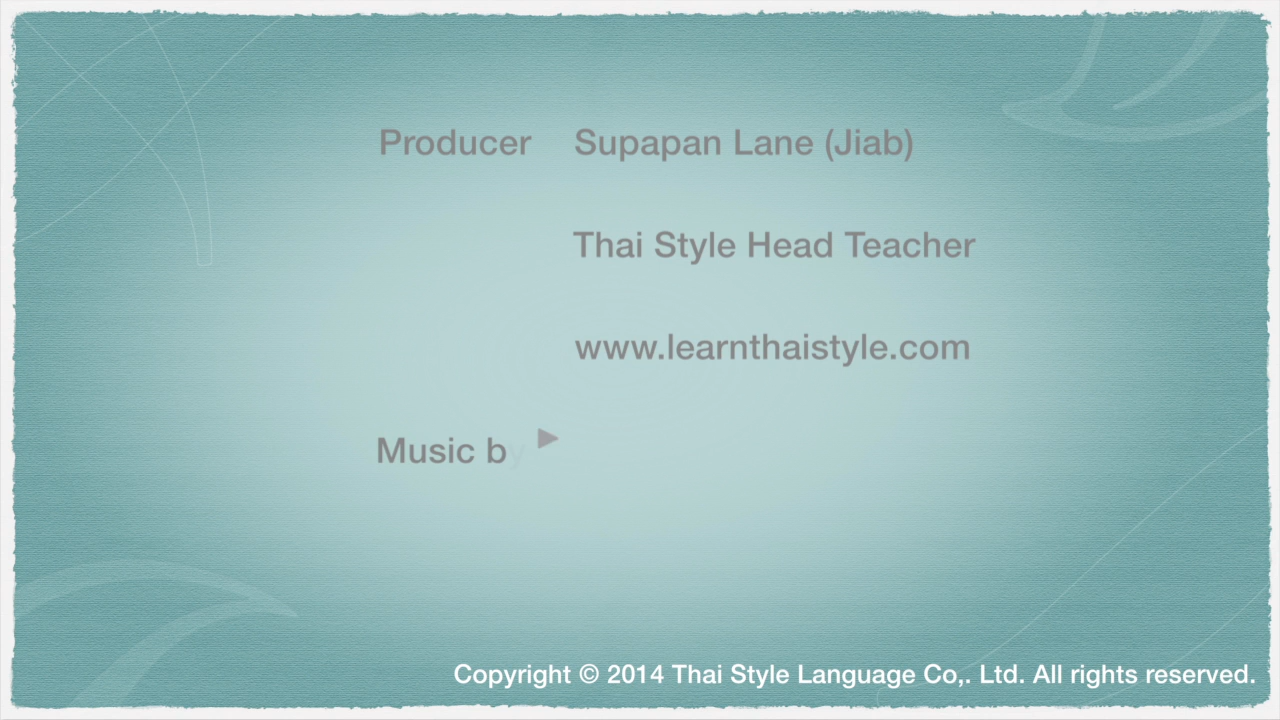 Producer Supapan Lane (Jiab)
Thai Style Head Teacher
www.learnthaistyle.com
Music by
Copyright © 2014 Thai Style Language Co,. Ltd. All rights reserved.